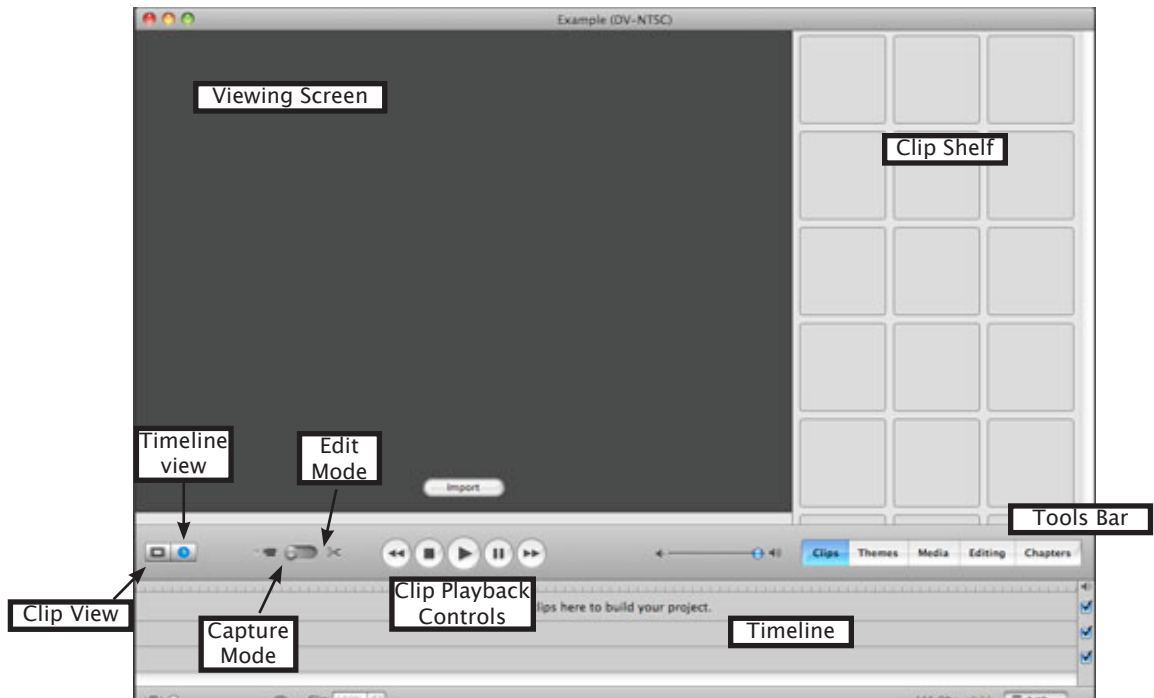 Example (DV-NTSC)
Viewing Screen
Clip Shelf
Timeline
view
Edit
Mode
Import
Tools Bar
Clips Themes Media Editing Chapters
Clip View
Capture
Mode
Clip Playback
Controls
clips here to build your project.
Timeline